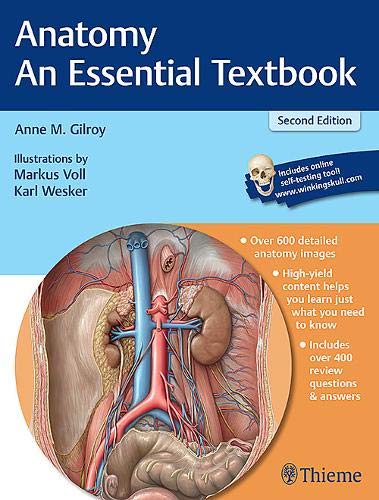 Anatomy
An Essential Textbook
Second Edition
Anne M. Gilroy
Illustrations by
Markus Voll
Karl Wesker
Includes online
self-testing tool!
www.winkingskull.com
• Over 600 detailed
anatomy images
• High-yield
content helps
you learn just
what you need
to know
• Includes
over 400
review
questions
& answers
Thieme